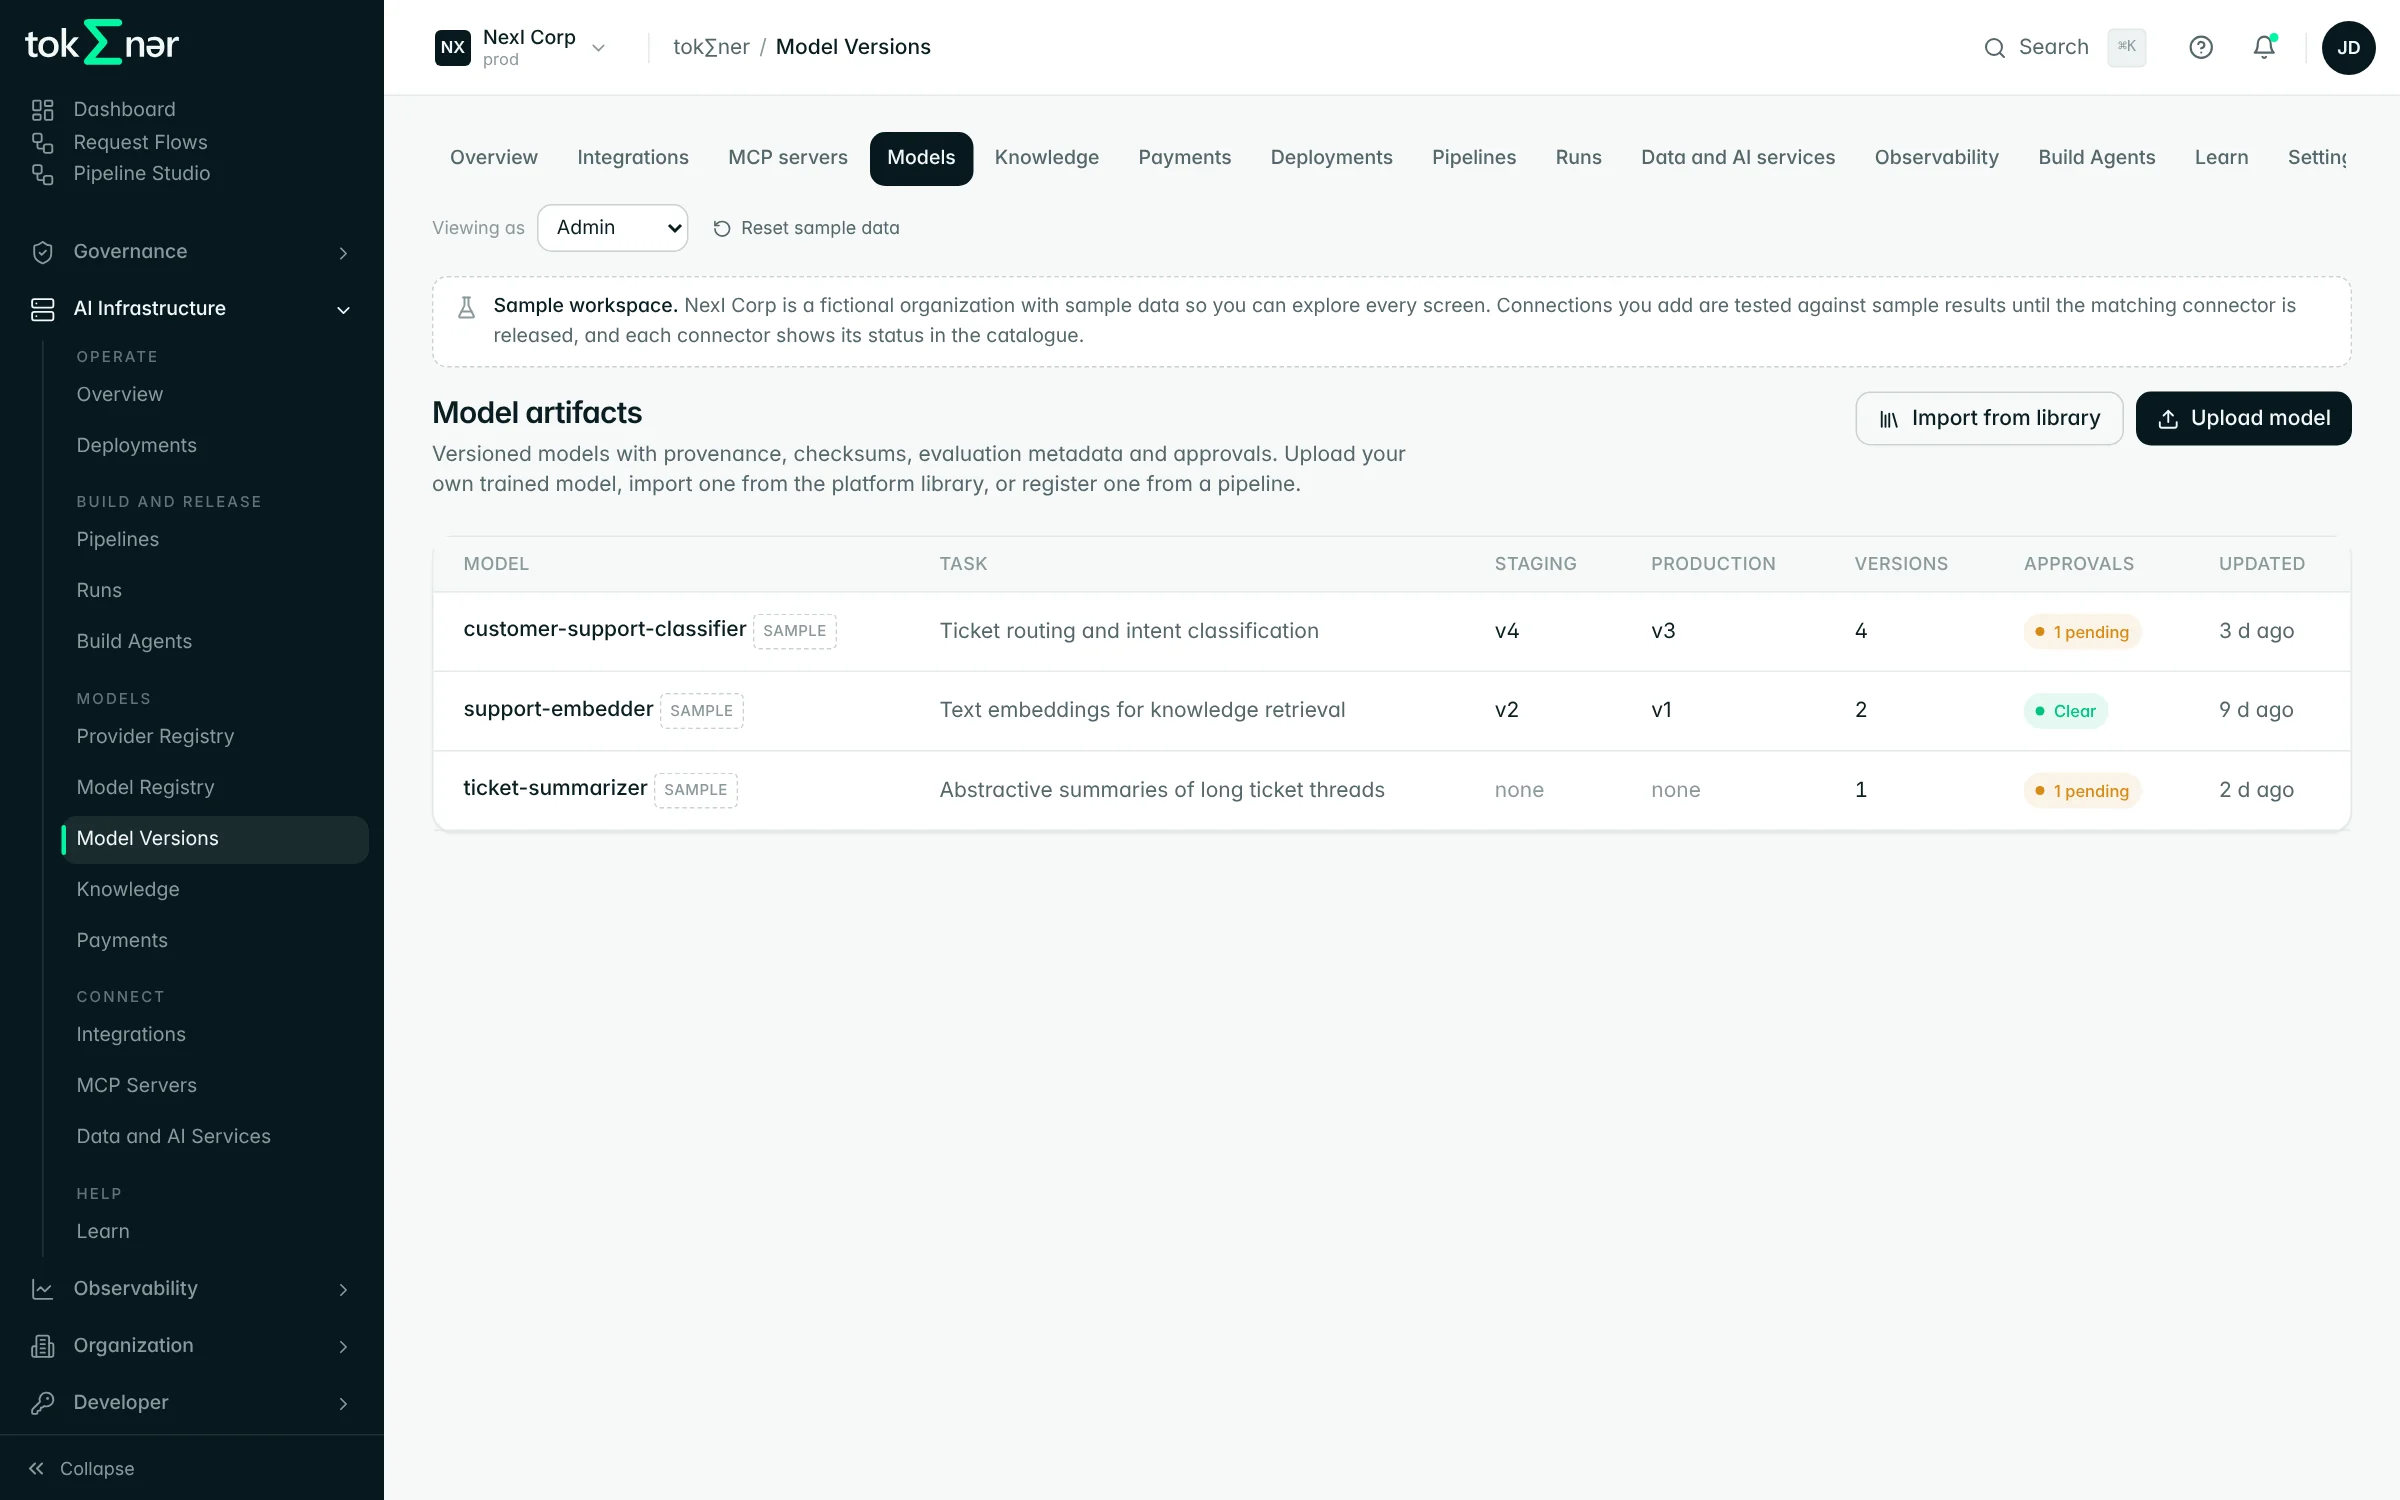 tokΣnər
Dashboard
Request Flows
Pipeline Studio
Governance
AI Infrastructure
OPERATE
Overview
Deployments
BUILD AND RELEASE
Pipelines
Runs
Build Agents
MODELS
Provider Registry
Model Registry
Model Versions
Knowledge
Payments
CONNECT
Integrations
MCP Servers
Data and AI Services
HELP
Learn
Observability
Organization
Developer
Collapse
NX Nexl Corp
prod
tok∑ner / Model Versions
Search ⌘K
JD
Overview Integrations MCP servers Models Knowledge Payments Deployments Pipelines Runs Data and AI services Observability Build Agents Learn Setting
Viewing as Admin Reset sample data
Sample workspace. Nexl Corp is a fictional organization with sample data so you can explore every screen. Connections you add are tested against sample results until the matching connector is
released, and each connector shows its status in the catalogue.
Model artifacts
Import from library Upload model
Versioned models with provenance, checksums, evaluation metadata and approvals. Upload your
own trained model, import one from the platform library, or register one from a pipeline.
MODEL TASK STAGING PRODUCTION VERSIONS APPROVALS UPDATED
customer-support-classifier SAMPLE Ticket routing and intent classification v4 v3 4 1 pending 3 d ago
support-embedder SAMPLE Text embeddings for knowledge retrieval v2 v1 2 Clear 9 d ago
ticket-summarizer SAMPLE Abstractive summaries of long ticket threads none none 1 1 pending 2 d ago